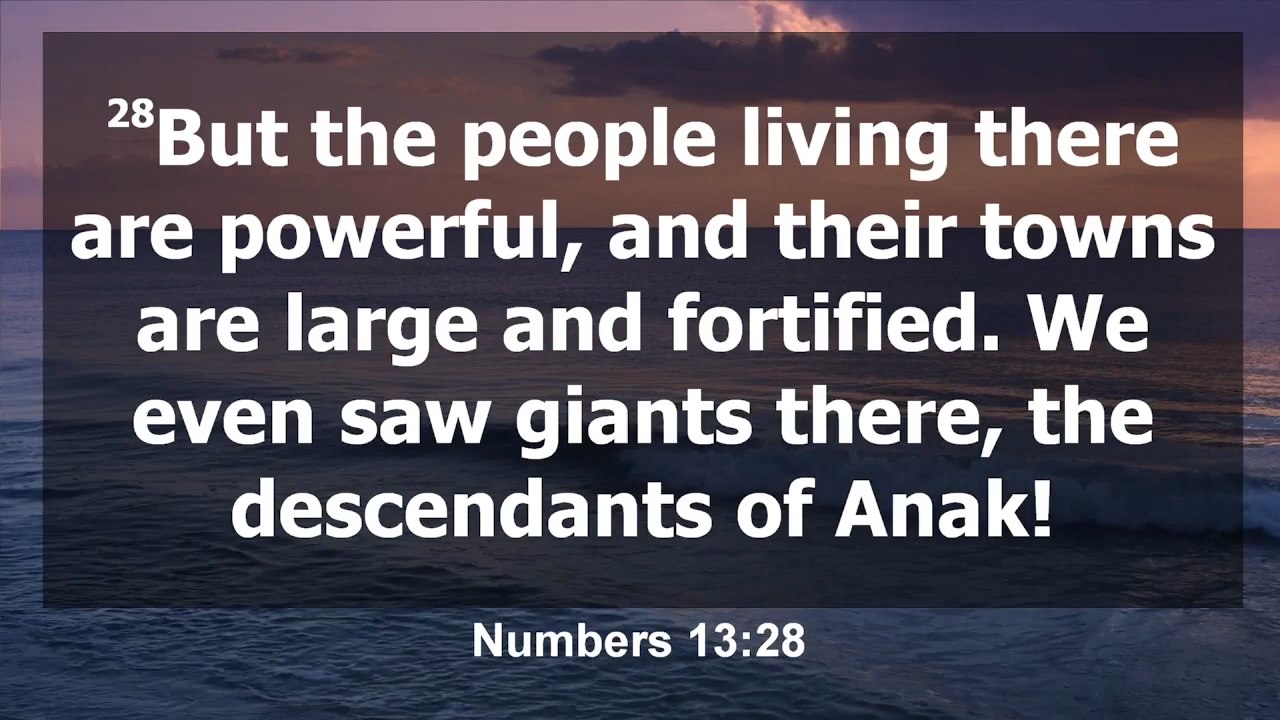 28But the people living there
are powerful, and their towns
are large and fortified. We
even saw giants there, the
descendants of Anak!
Numbers 13:28